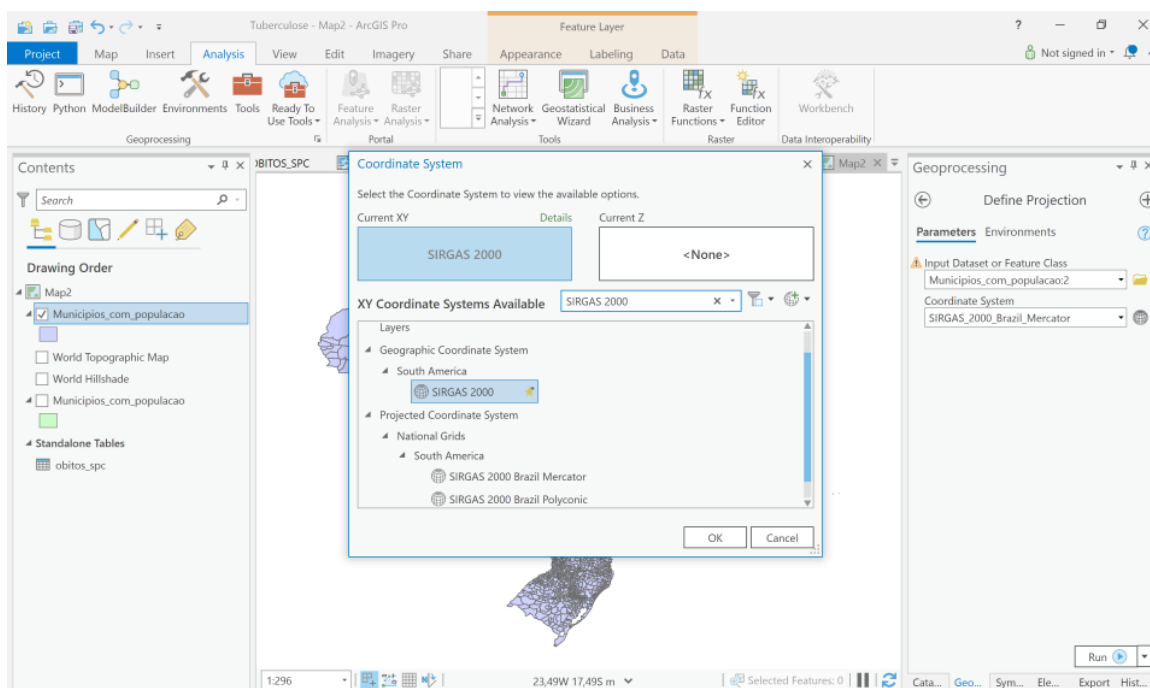 Tuberculose - Map2 - ArcGIS Pro
Feature Layer
?
Project Map Insert Analysis View Edit Imagery Share Appearance Labeling Data
Not signed in
History Python ModelBuilder Environments Tools Ready To Use Tools
Feature Analysis Raster Analysis
Network Analysis Geostatistical Wizard Business Analysis
Raster Functions Function Editor
Workbench
Geoprocessing Portal Tools Raster Data Interoperability
Contents
Search
Drawing Order
Map2
Municipios_com_populacao
World Topographic Map
World Hillshade
Municipios_com_populacao
Standalone Tables
obitos_spc
OBITOS_SPC
Map2
Coordinate System
Select the Coordinate System to view the available options.
Current XY Details Current Z
SIRGAS 2000 <None>
XY Coordinate Systems Available SIRGAS 2000
Layers
Geographic Coordinate System
South America
SIRGAS 2000
Projected Coordinate System
National Grids
South America
SIRGAS 2000 Brazil Mercator
SIRGAS 2000 Brazil Polyconic
OK Cancel
1:296
23,49W 17,49S m
Selected Features: 0
Geoprocessing
Define Projection
Parameters Environments
?
Input Dataset or Feature Class
Municipios_com_populacao:2
Coordinate System
SIRGAS_2000_Brazil_Mercator
Run
Cata... Geo... Sym... Ele... Export Hist...